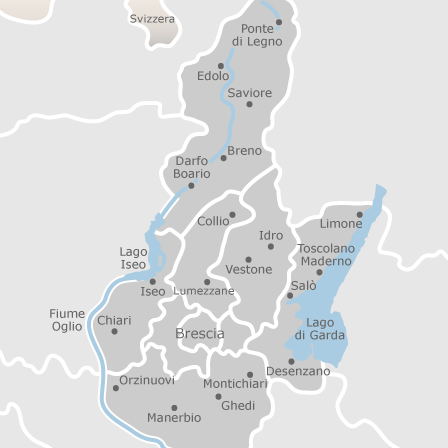 Svizzera
Ponte
di Legno
Edolo
Saviore
Breno
Darfo
Boario
Collio
Limone
Idro
Toscolano
Maderno
Lago
Iseo
Vestone
Salò
Iseo
Lumezzane
Fiume
Oglio
Chiari
Lago
di Garda
Brescia
Desenzano
Orzinuovi
Montichiari
Ghedi
Manerbio